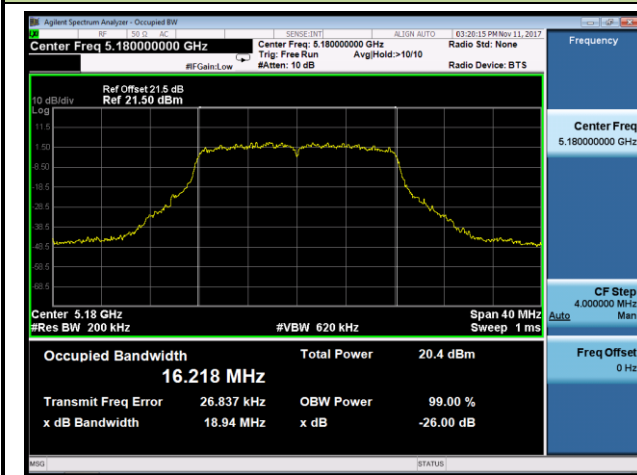 Agilent Spectrum Analyzer - Occupied BW
RF 50 Ω AC SENSE:INT ALIGN AUTO 03:20:15 PM Nov 11, 2017
Center Freq 5.180000000 GHz
Center Freq: 5.180000000 GHz Radio Std: None
Trig: Free Run Avg|Hold:>10/10
#IFGain:Low #Atten: 10 dB Radio Device: BTS
Ref Offset 21.5 dB
10 dB/div Ref 21.50 dBm
Log
11.5
1.50
-8.50
-18.5
-28.5
-38.5
-48.5
-58.5
-68.5
Center 5.18 GHz Span 40 MHz
#Res BW 200 kHz #VBW 620 kHz Sweep 1 ms
Occupied Bandwidth Total Power 20.4 dBm
16.218 MHz
Transmit Freq Error 26.837 kHz OBW Power 99.00 %
x dB Bandwidth 18.94 MHz x dB -26.00 dB
MSG STATUS
Frequency
Center Freq
5.180000000 GHz
CF Step
4.000000 MHz
Auto Man
Freq Offset
0 Hz